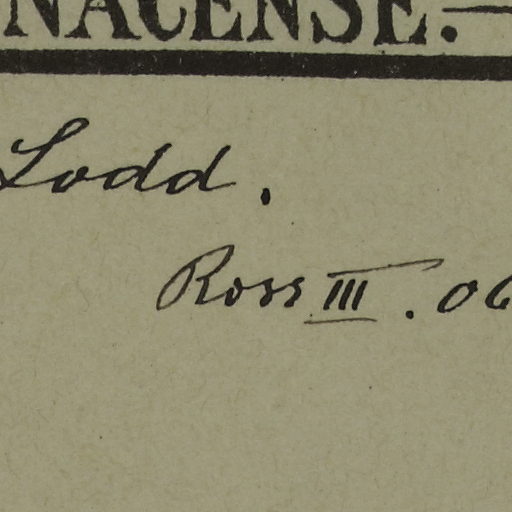 NACENSE.—
Lodd.
Ross III. 06